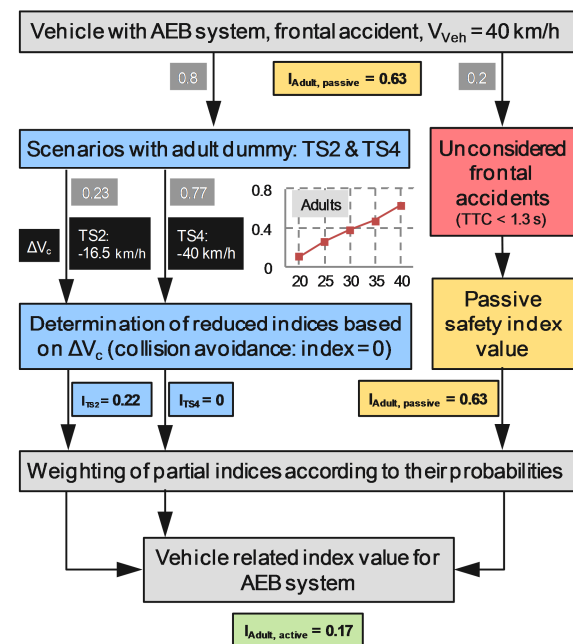 Vehicle with AEB system, frontal accident, VVeh = 40 km/h
0.8
IAdult, passive = 0.63
0.2
Scenarios with adult dummy: TS2 & TS4
Unconsidered
frontal
accidents
(TTC < 1.3 s)
0.23
0.77
ΔVc
TS2:
-16.5 km/h
TS4:
-40 km/h
0.8
Adults
0.4
0
20 25 30 35 40
Determination of reduced indices based
on ΔVc (collision avoidance: index = 0)
Passive
safety index
value
ITS2 = 0.22
ITS4 = 0
IAdult, passive = 0.63
Weighting of partial indices according to their probabilities
Vehicle related index value for
AEB system
IAdult, active = 0.17